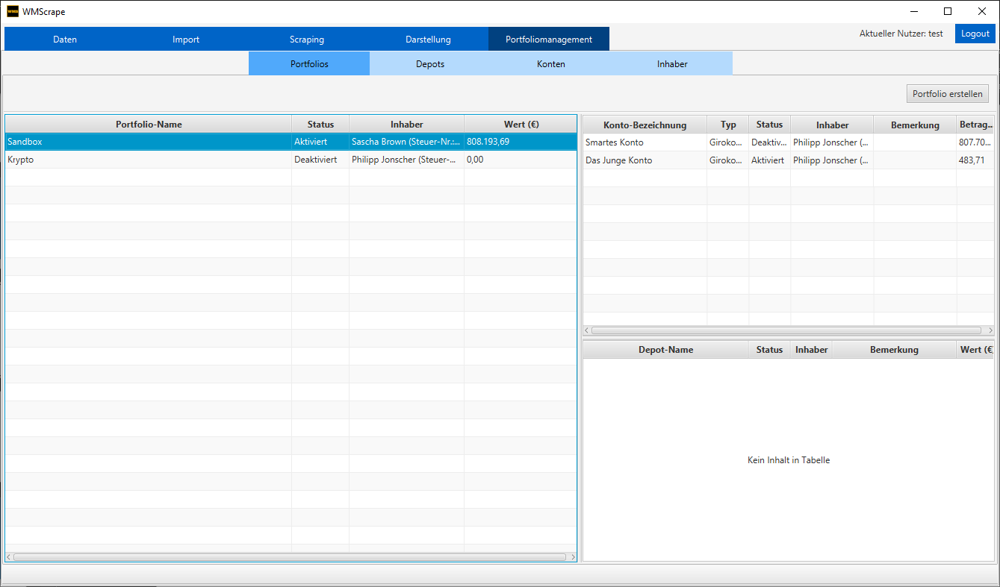 WMS WMScrape
Daten Import Scraping Darstellung Portfoliomanagement Aktueller Nutzer: test Logout
Portfolios Depots Konten Inhaber
Portfolio erstellen
Portfolio-Name Status Inhaber Wert (€)
Sandbox Aktiviert Sascha Brown (Steuer-Nr.:... 808.193,69
Krypto Deaktiviert Philipp Jonscher (Steuer-... 0,00
Konto-Bezeichnung Typ Status Inhaber Bemerkung Betrag...
Smartes Konto Giroko... Deaktiv... Philipp Jonscher (... 807.70...
Das Junge Konto Giroko... Aktiviert Philipp Jonscher (... 483,71
Depot-Name Status Inhaber Bemerkung Wert (€
Kein Inhalt in Tabelle